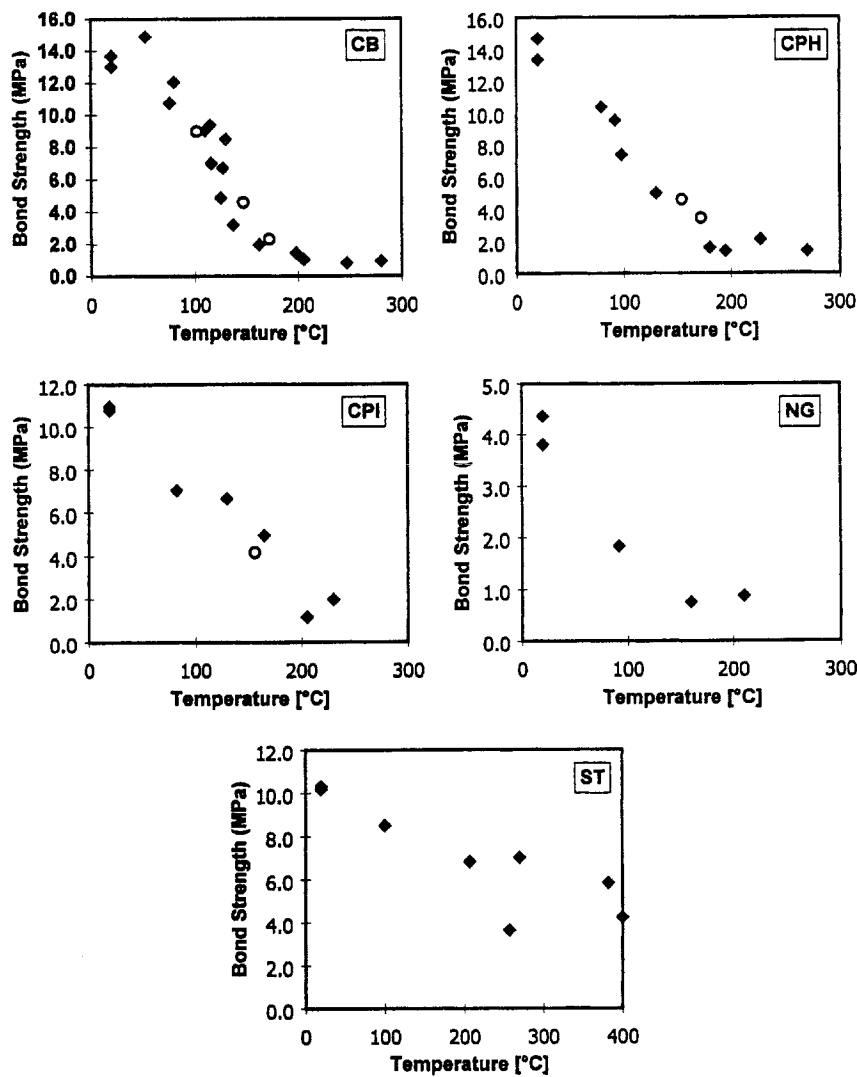 CB
Bond Strength (MPa)
16.0
14.0
12.0
10.0
8.0
6.0
4.0
2.0
0.0
0 100 200 300
Temperature [°C]
CPH
Bond Strength (MPa)
16.0
14.0
12.0
10.0
8.0
6.0
4.0
2.0
0.0
0 100 200 300
Temperature [°C]
CPI
Bond Strength (MPa)
12.0
10.0
8.0
6.0
4.0
2.0
0.0
0 100 200 300
Temperature [°C]
NG
Bond Strength (MPa)
5.0
4.0
3.0
2.0
1.0
0.0
0 100 200 300
Temperature [°C]
ST
Bond Strength (MPa)
12.0
10.0
8.0
6.0
4.0
2.0
0.0
0 100 200 300 400
Temperature [°C]